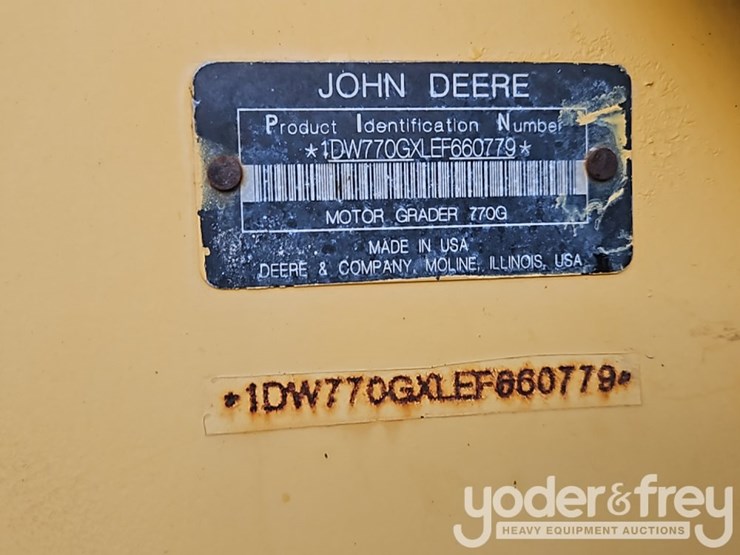 JOHN DEERE
Product Identification Number
*1DW770GXLEF660779*
MOTOR GRADER 770G
MADE IN USA
DEERE & COMPANY, MOLINE, ILLINOIS, USA
*1DW770GXLEF660779*
yoder&frey
HEAVY EQUIPMENT AUCTIONS